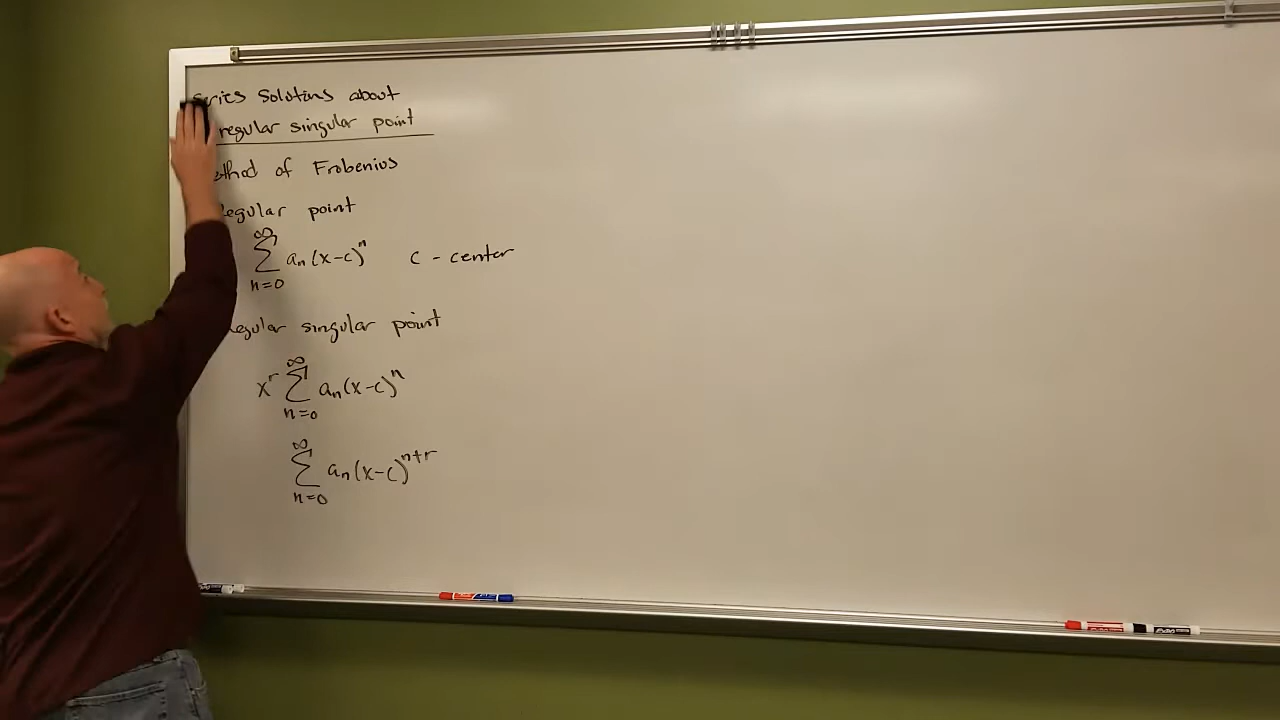 Series Solutions about
regular singular point
Method of Frobenius
Regular point
∞
∑ aₙ(x-c)ⁿ c - center
n=0
Regular singular point
∞
xʳ ∑ aₙ(x-c)ⁿ
n=0
∞
∑ aₙ(x-c)ⁿ⁺ʳ
n=0